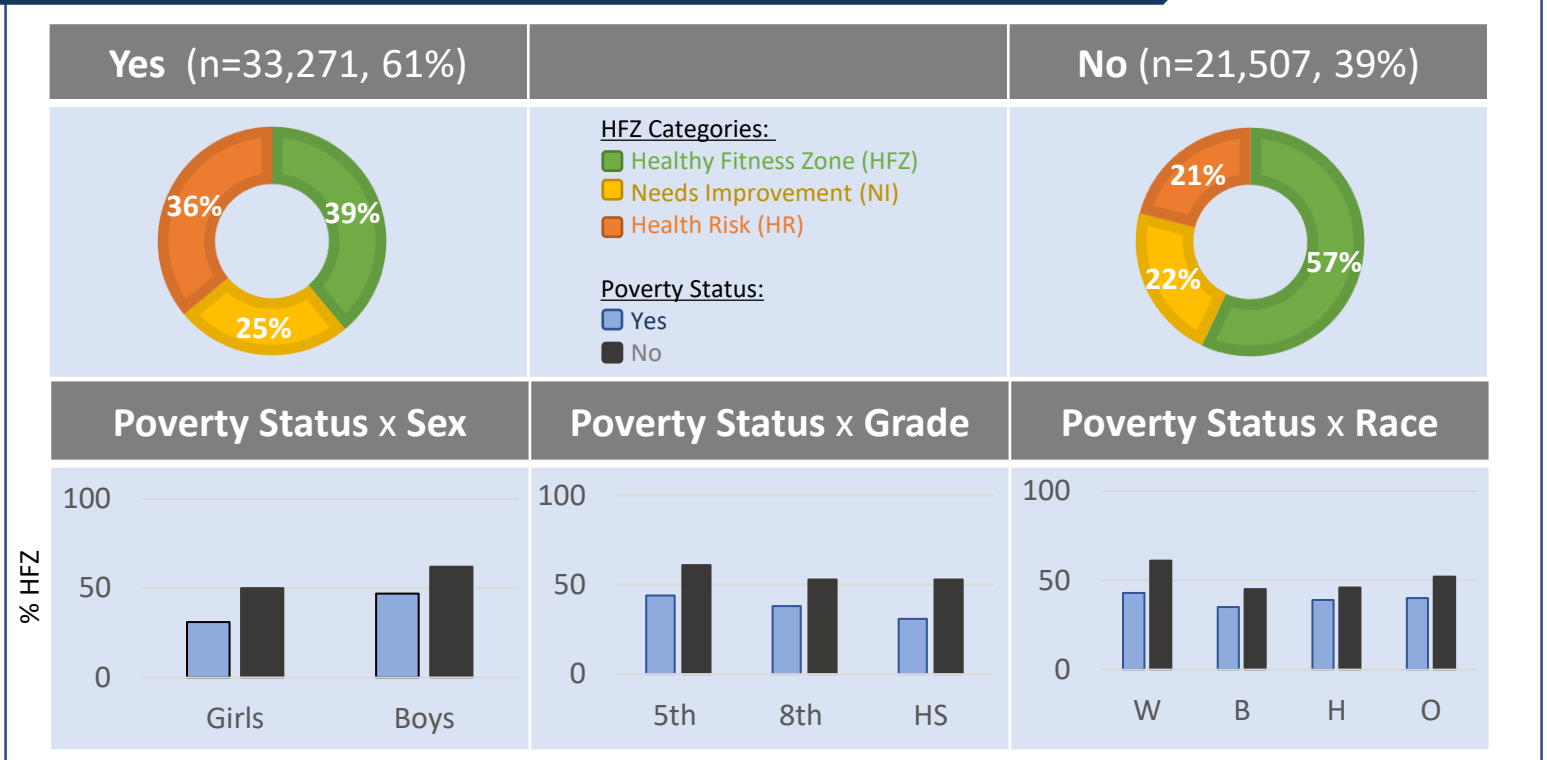 Yes (n=33,271, 61%)
No (n=21,507, 39%)
36%
39%
25%
HFZ Categories:
Healthy Fitness Zone (HFZ)
Needs Improvement (NI)
Health Risk (HR)
Poverty Status:
Yes
No
21%
57%
22%
Poverty Status x Sex
Poverty Status x Grade
Poverty Status x Race
% HFZ
100
50
0
Girls Boys
100
50
0
5th 8th HS
100
50
0
W B H O